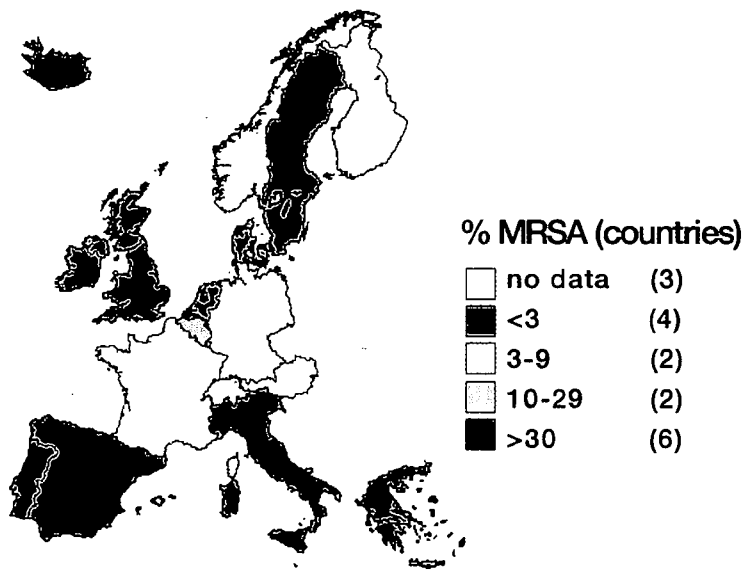 % MRSA (countries)
no data (3)
<3 (4)
3-9 (2)
10-29 (2)
>30 (6)